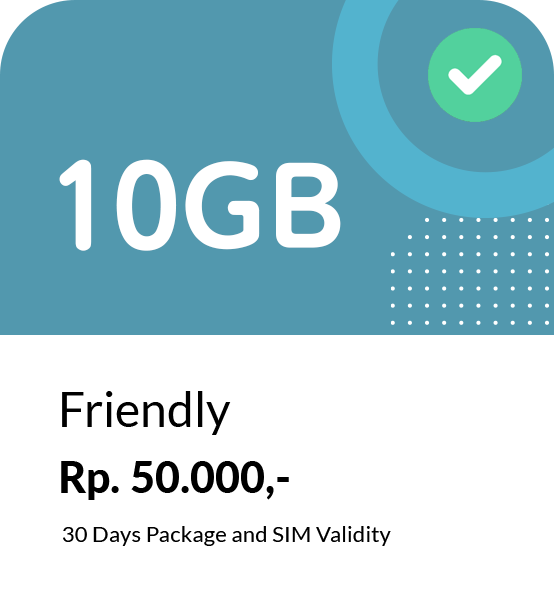 10GB
Friendly
Rp. 50.000,-
30 Days Package and SIM Validity